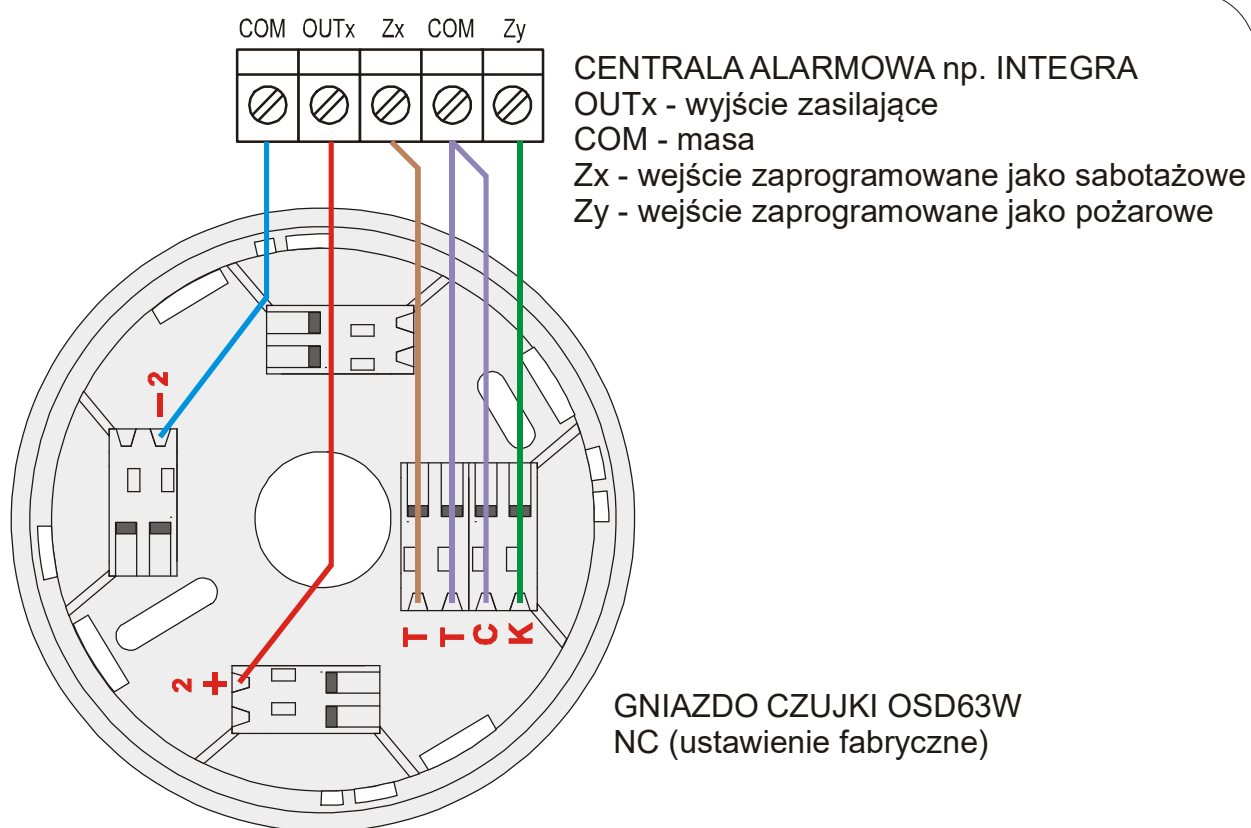 COM OUTx Zx COM Zy
CENTRALA ALARMOWA np. INTEGRA
OUTx - wyjście zasilające
COM - masa
Zx - wejście zaprogramowane jako sabotażowe
Zy - wejście zaprogramowane jako pożarowe
– 2
T T C K
2 +
GNIAZDO CZUJKI OSD63W
NC (ustawienie fabryczne)